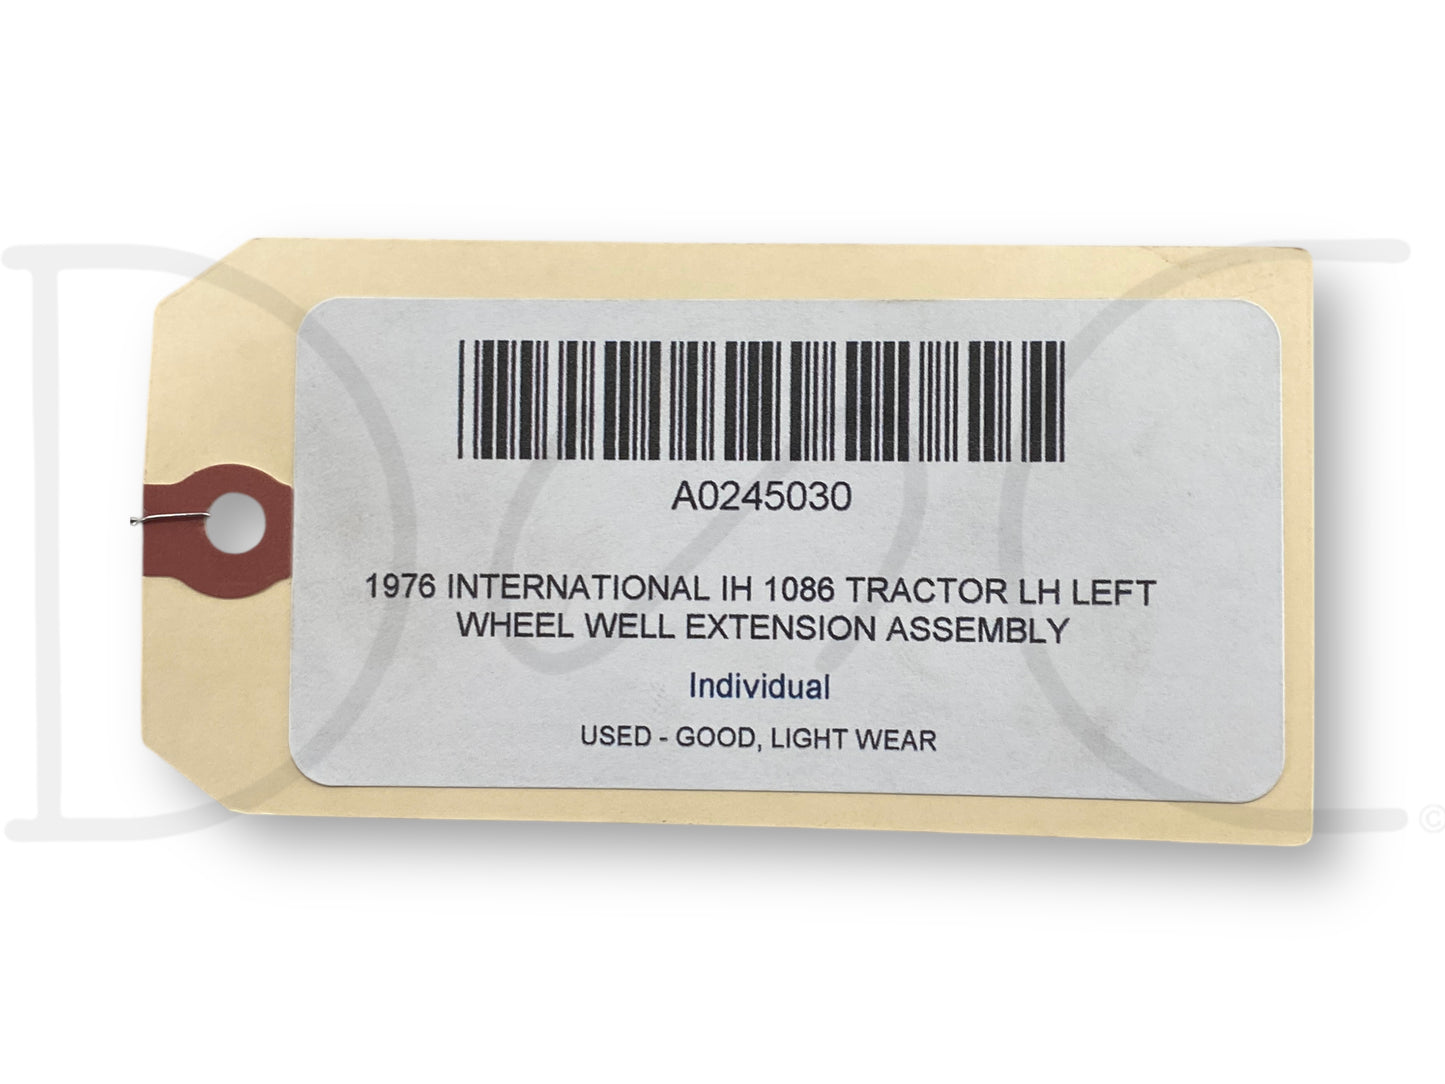 A0245030
1976 INTERNATIONAL IH 1086 TRACTOR LH LEFT
WHEEL WELL EXTENSION ASSEMBLY
Individual
USED - GOOD, LIGHT WEAR
©